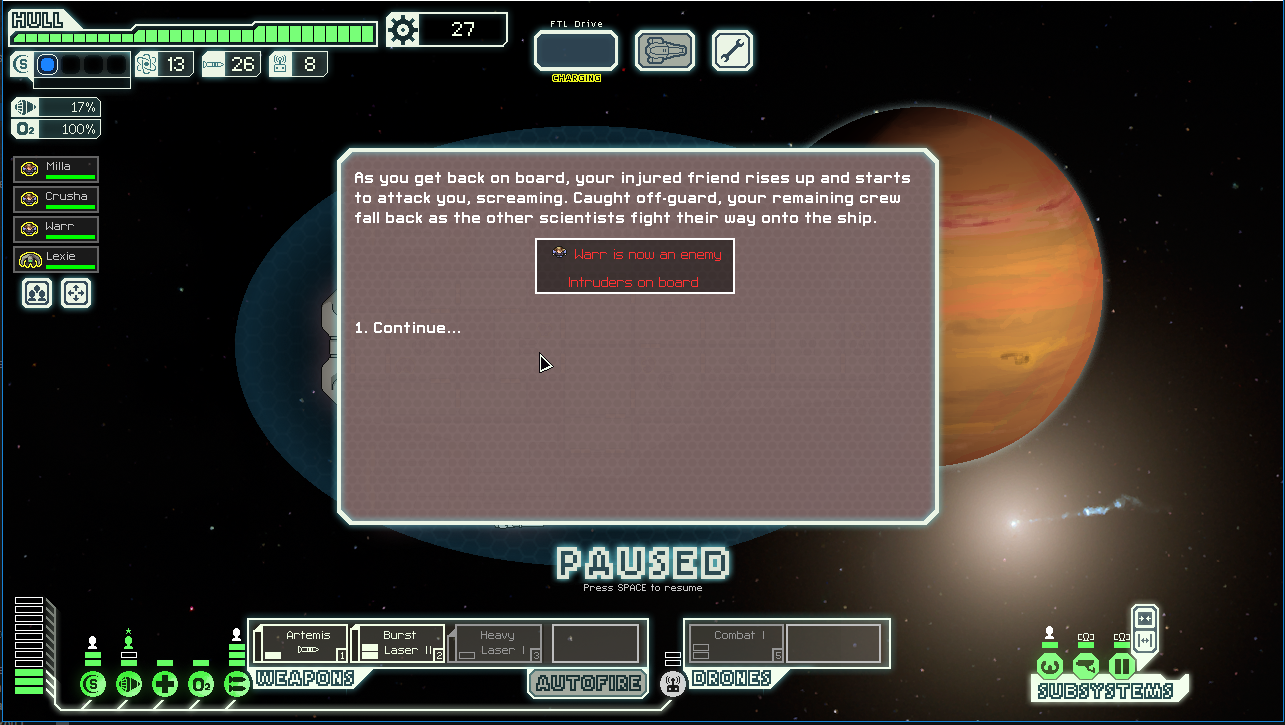 HULL
27
FTL Drive
CHARGING
S
13
26
8
17%
O2
100%
Milla
Crusha
Warr
Lexie
As you get back on board, your injured friend rises up and starts
to attack you, screaming. Caught off-guard, your remaining crew
fall back as the other scientists fight their way onto the ship.
Warr is now an enemy
Intruders on board
1. Continue...
PAUSED
Press SPACE to resume
Artemis
1
Burst
Laser II
2
Heavy
Laser I
3
Combat I
5
S
O2
WEAPONS
AUTOFIRE
DRONES
SUBSYSTEMS